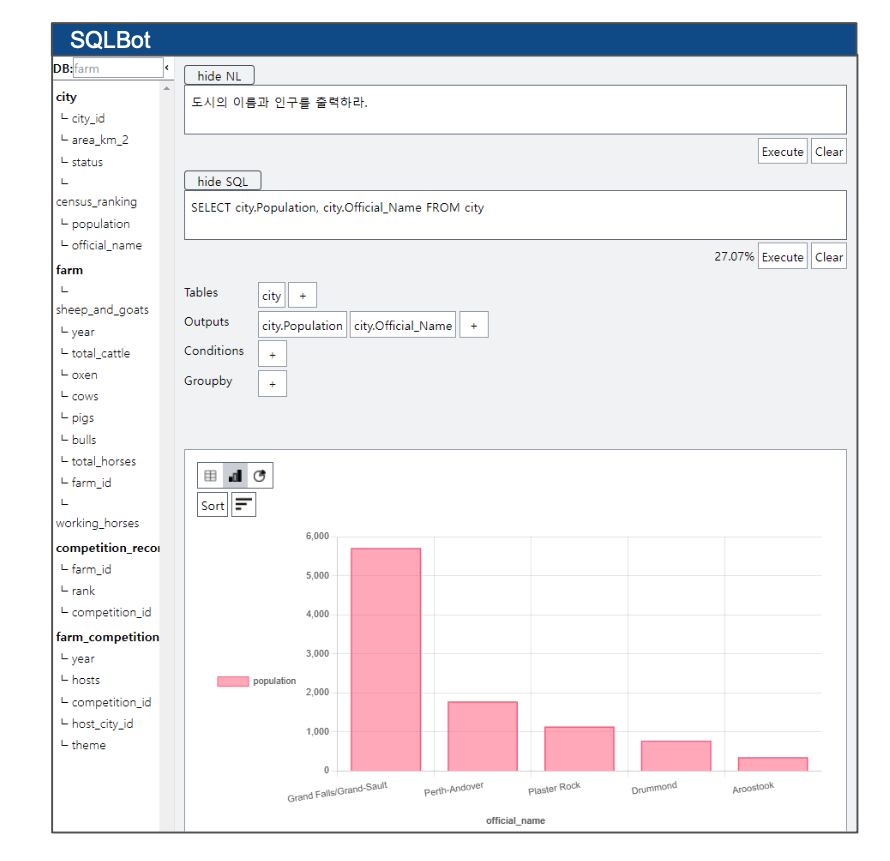 SQLBot
DB:farm
city
└ city_id
└ area_km_2
└ status
└
census_ranking
└ population
└ official_name
farm
└
sheep_and_goats
└ year
└ total_cattle
└ oxen
└ cows
└ pigs
└ bulls
└ total_horses
└ farm_id
└
working_horses
competition_recor
└ farm_id
└ rank
└ competition_id
farm_competition
└ year
└ hosts
└ competition_id
└ host_city_id
└ theme
hide NL
도시의 이름과 인구를 출력하라.
Execute Clear
hide SQL
SELECT city.Population, city.Official_Name FROM city
27.07% Execute Clear
Tables city +
Outputs city.Population city.Official_Name +
Conditions +
Groupby +
Sort
6,000
5,000
4,000
3,000
population
2,000
1,000
0
Grand Falls/Grand-Sault Perth-Andover Plaster Rock Drummond Aroostook
official_name